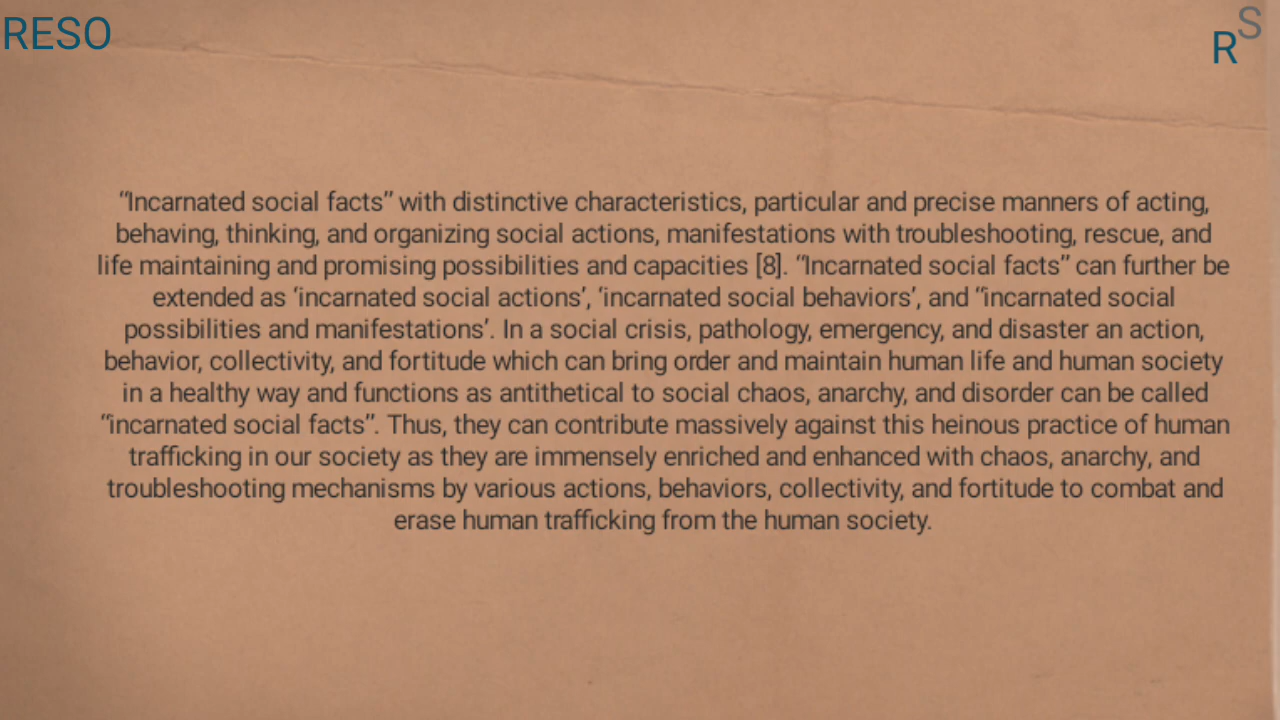 RESO
R
S
“Incarnated social facts” with distinctive characteristics, particular and precise manners of acting,
behaving, thinking, and organizing social actions, manifestations with troubleshooting, rescue, and
life maintaining and promising possibilities and capacities [8]. “Incarnated social facts” can further be
extended as ‘incarnated social actions’, ‘incarnated social behaviors’, and “incarnated social
possibilities and manifestations’. In a social crisis, pathology, emergency, and disaster an action,
behavior, collectivity, and fortitude which can bring order and maintain human life and human society
in a healthy way and functions as antithetical to social chaos, anarchy, and disorder can be called
“incarnated social facts”. Thus, they can contribute massively against this heinous practice of human
trafficking in our society as they are immensely enriched and enhanced with chaos, anarchy, and
troubleshooting mechanisms by various actions, behaviors, collectivity, and fortitude to combat and
erase human trafficking from the human society.